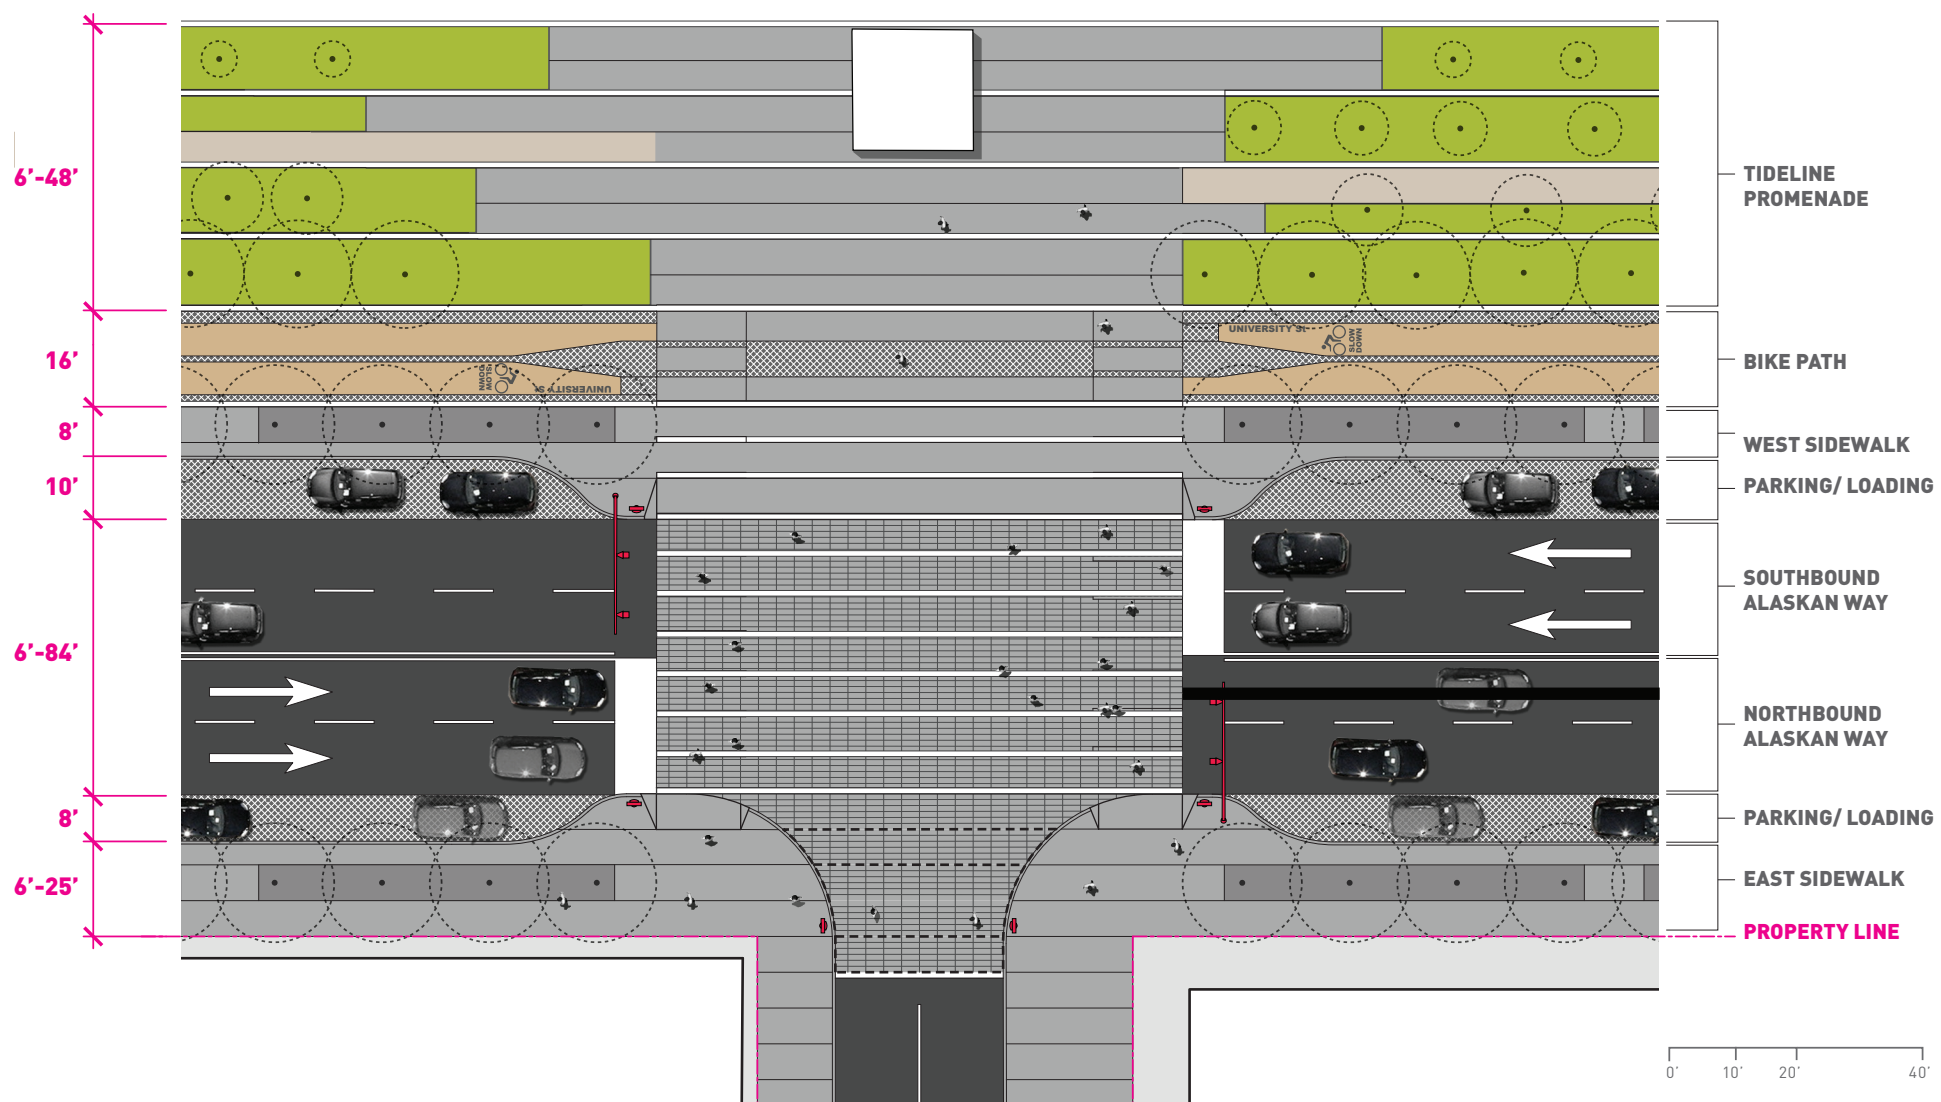 6'-48'
16'
8'
10'
6'-84'
8'
6'-25'
UNIVERSITY St
SLOW
DOWN
SLOW
DOWN
UNIVERSITY St
TIDELINE
PROMENADE
BIKE PATH
WEST SIDEWALK
PARKING/ LOADING
SOUTHBOUND
ALASKAN WAY
NORTHBOUND
ALASKAN WAY
PARKING/ LOADING
EAST SIDEWALK
PROPERTY LINE
0' 10' 20' 40'